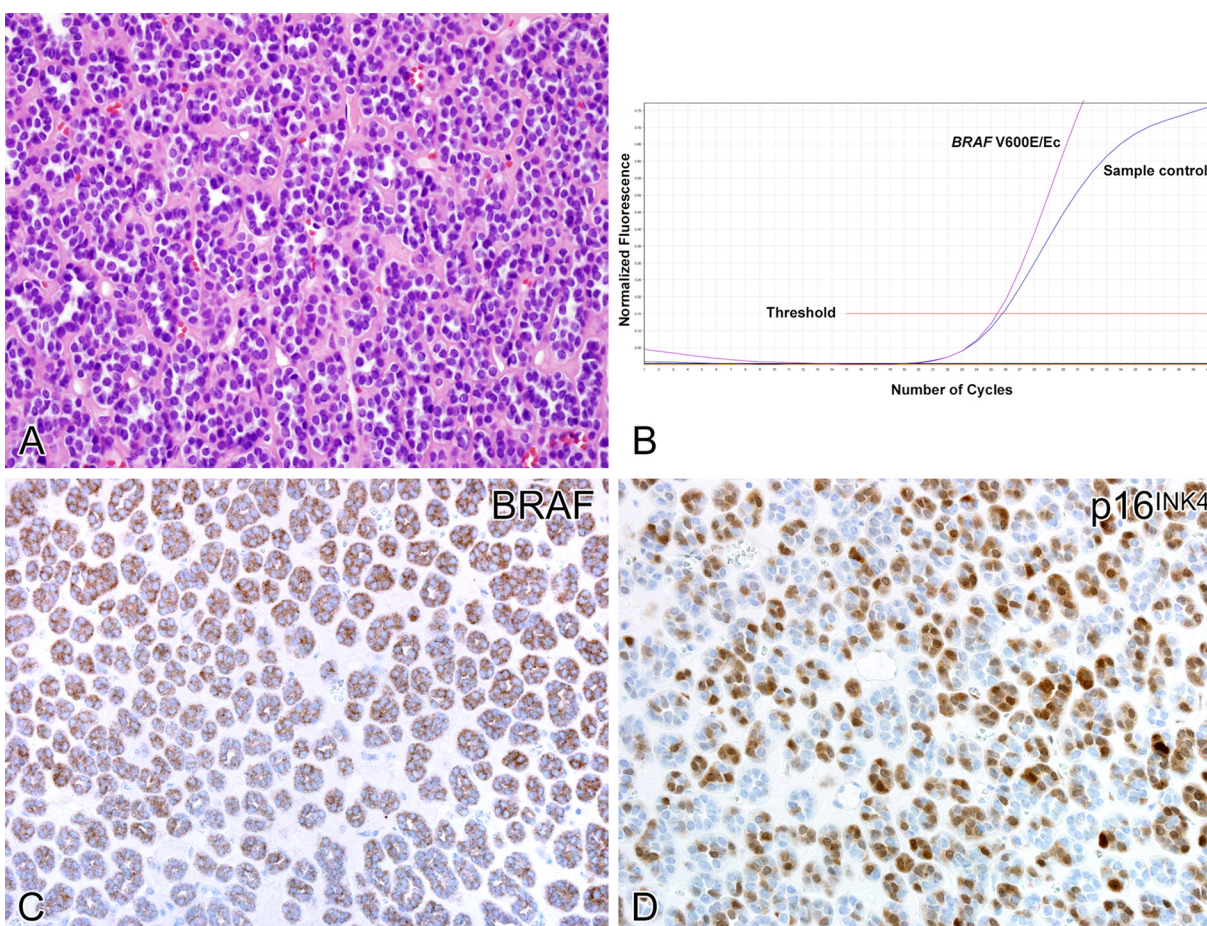 A
Normalized Fluorescence
BRAF V600E/Ec
Sample control
Threshold
Number of Cycles
B
BRAF
C
p16INK4
D